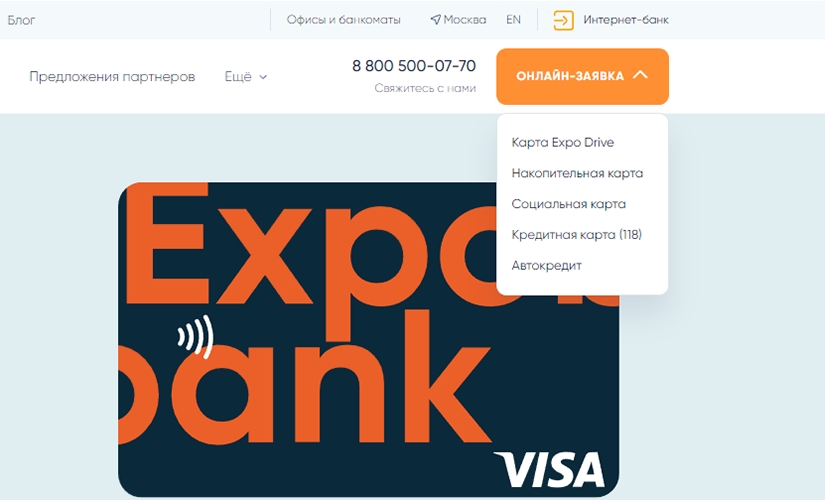 Блог
Офисы и банкоматы
Москва
EN
Интернет-банк
Предложения партнеров
Ещё
8 800 500-07-70
Свяжитесь с нами
ОНЛАЙН-ЗАЯВКА
Карта Expo Drive
Накопительная карта
Социальная карта
Кредитная карта (118)
Автокредит
Expo
bank
VISA